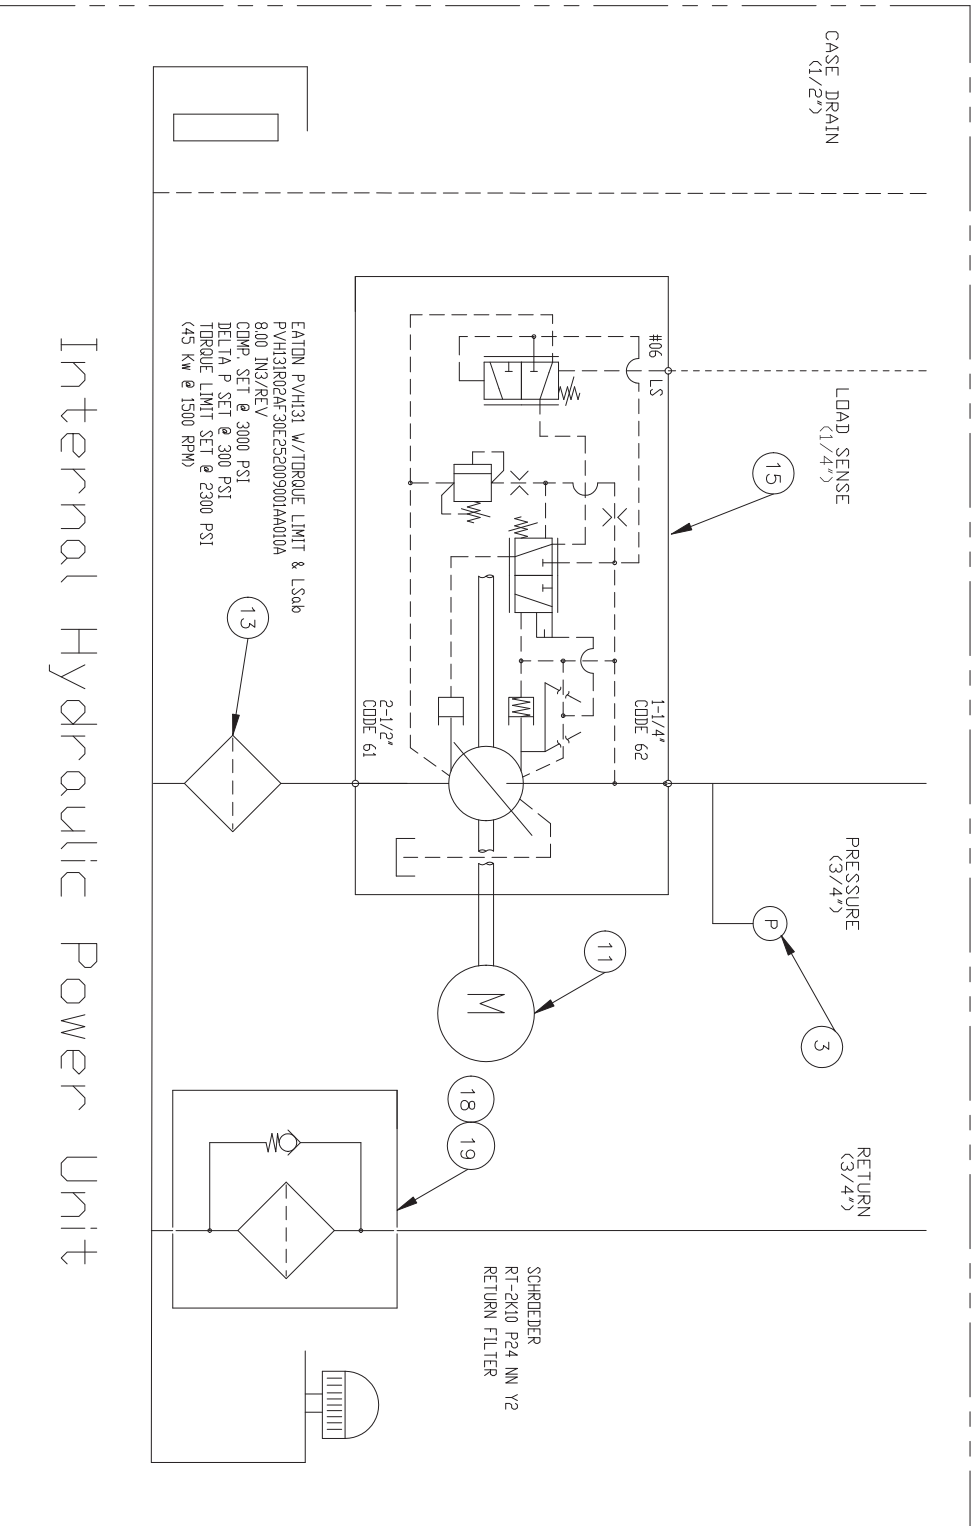 CASE DRAIN
(1/2")
LOAD SENSE
(1/4")
PRESSURE
(3/4")
RETURN
(3/4")
15
P
3
#06 LS
1-1/4"
CODE 62
2-1/2"
CODE 61
11
M
18
19
SCHROEDER
RT-2K10 P24 NN Y2
RETURN FILTER
EATON PVH131 W/TORQUE LIMIT & LSab
PVH131R02AF30E252009001AA010A
8.00 IN3/REV
COMP. SET @ 3000 PSI
DELTA P SET @ 300 PSI
TORQUE LIMIT SET @ 2300 PSI
(45 Kw @ 1500 RPM)
13
Internal Hydraulic Power Unit